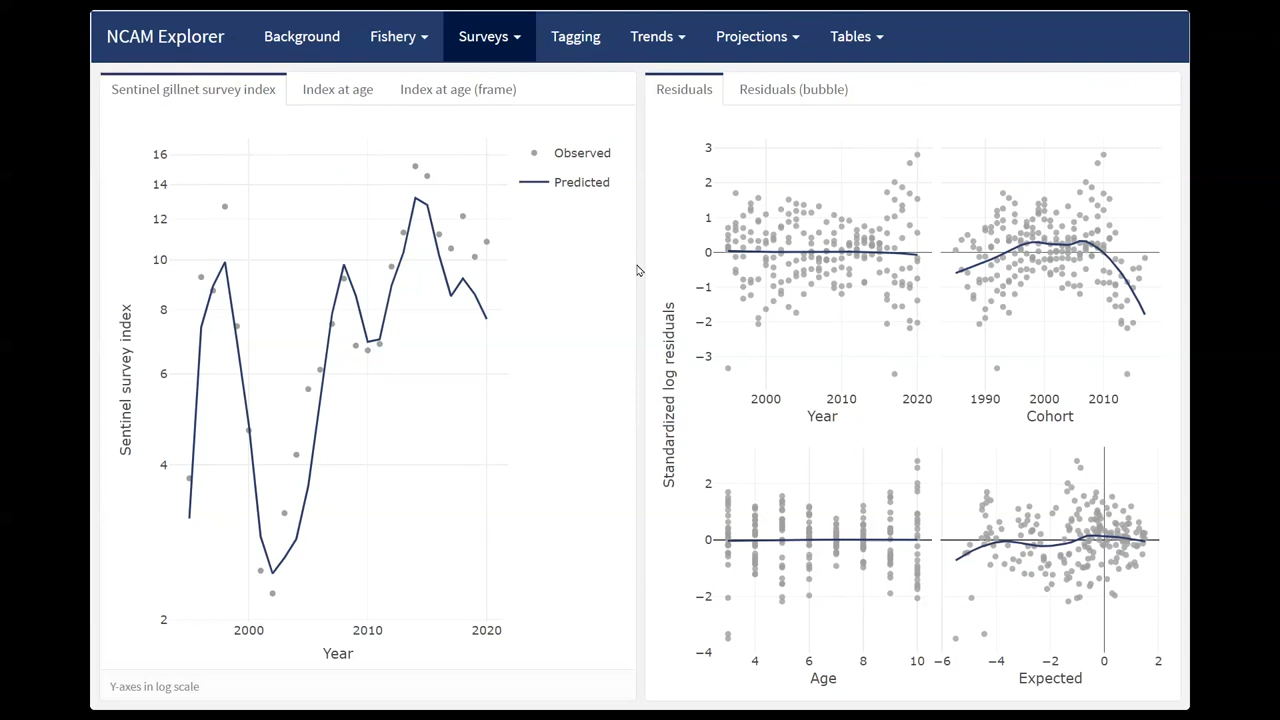 NCAM Explorer Background Fishery Surveys Tagging Trends Projections Tables
Sentinel gillnet survey index Index at age Index at age (frame)
Residuals Residuals (bubble)
Sentinel survey index
16
14
12
10
8
6
4
2
2000 2010 2020
Year
Observed
Predicted
Y-axes in log scale
Standardized log residuals
3
2
1
0
−1
−2
−3
2000 2010 2020
Year
1990 2000 2010
Cohort
2
0
−2
−4
4 6 8 10
Age
−6 −4 −2 0 2
Expected